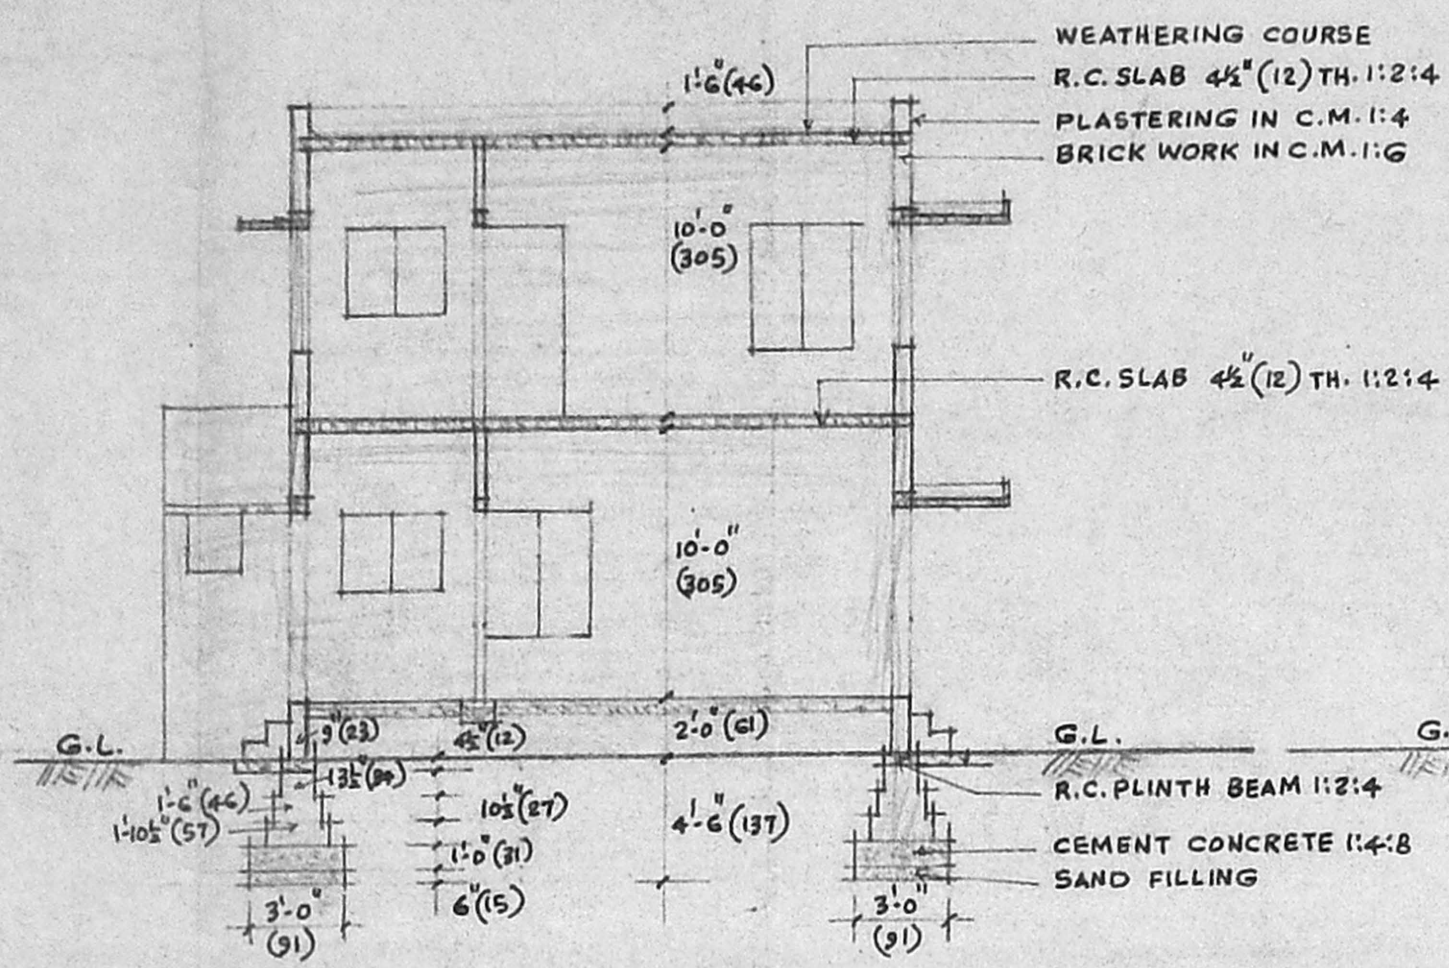 WEATHERING COURSE
1'-6"(46)
R.C. SLAB 4½"(12) TH. 1:2:4
PLASTERING IN C.M. 1:4
BRICK WORK IN C.M. 1:6
10'-0"
(305)
R.C. SLAB 4½"(12) TH. 1:2:4
10'-0"
(305)
9"(23)
4½"(12)
2'-0"(61)
G.L.
G.L.
G.
13½"
R.C. PLINTH BEAM 1:2:4
1'-6"(46)
10½"(27)
1'-10½"(57)
4'-6"(137)
CEMENT CONCRETE 1:4:8
1'-0"(31)
SAND FILLING
6"(15)
3'-0"
(91)
3'-0"
(91)